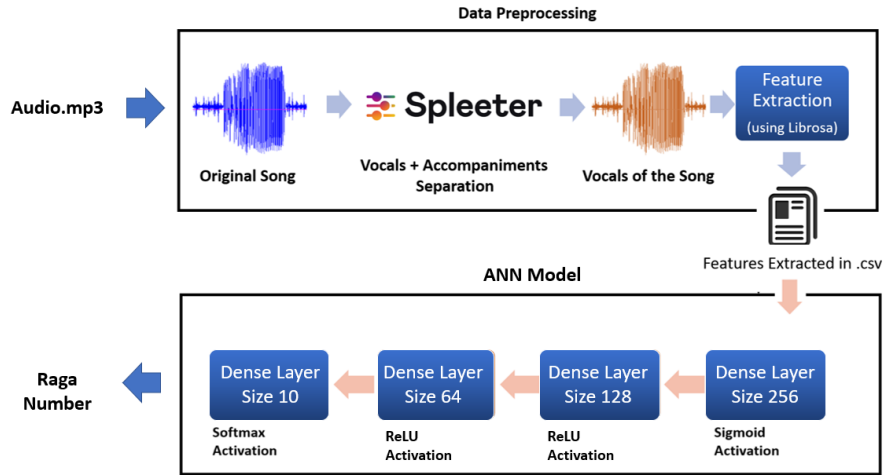 Data Preprocessing
Audio.mp3
Original Song
Spleeter
Vocals + Accompaniments
Separation
Vocals of the Song
Feature
Extraction
(using Librosa)
Features Extracted in .csv
ANN Model
Raga
Number
Dense Layer
Size 10
Softmax
Activation
Dense Layer
Size 64
ReLU
Activation
Dense Layer
Size 128
ReLU
Activation
Dense Layer
Size 256
Sigmoid
Activation